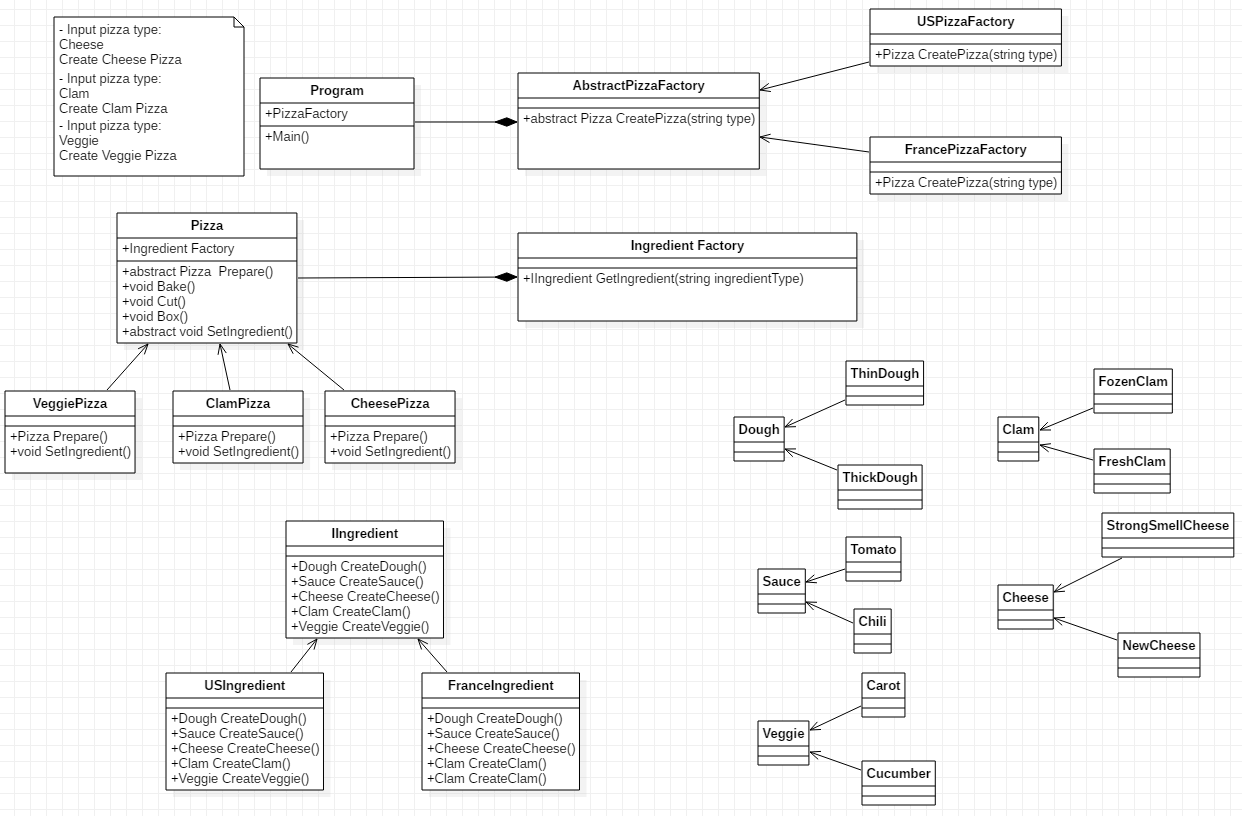 - Input pizza type:
Cheese
Create Cheese Pizza
- Input pizza type:
Clam
Create Clam Pizza
- Input pizza type:
Veggie
Create Veggie Pizza
Program
+PizzaFactory
+Main()
AbstractPizzaFactory
+abstract Pizza CreatePizza(string type)
USPizzaFactory
+Pizza CreatePizza(string type)
FrancePizzaFactory
+Pizza CreatePizza(string type)
Pizza
+Ingredient Factory
+abstract Pizza  Prepare()
+void Bake()
+void Cut()
+void Box()
+abstract void SetIngredient()
Ingredient Factory
+IIngredient GetIngredient(string ingredientType)
VeggiePizza
+Pizza Prepare()
+void SetIngredient()
ClamPizza
+Pizza Prepare()
+void SetIngredient()
CheesePizza
+Pizza Prepare()
+void SetIngredient()
ThinDough
Dough
ThickDough
FozenClam
Clam
FreshClam
IIngredient
+Dough CreateDough()
+Sauce CreateSauce()
+Cheese CreateCheese()
+Clam CreateClam()
+Veggie CreateVeggie()
Tomato
Sauce
Chili
StrongSmellCheese
Cheese
NewCheese
USIngredient
+Dough CreateDough()
+Sauce CreateSauce()
+Cheese CreateCheese()
+Clam CreateClam()
+Veggie CreateVeggie()
FranceIngredient
+Dough CreateDough()
+Sauce CreateSauce()
+Cheese CreateCheese()
+Clam CreateClam()
+Clam CreateClam()
Carot
Veggie
Cucumber